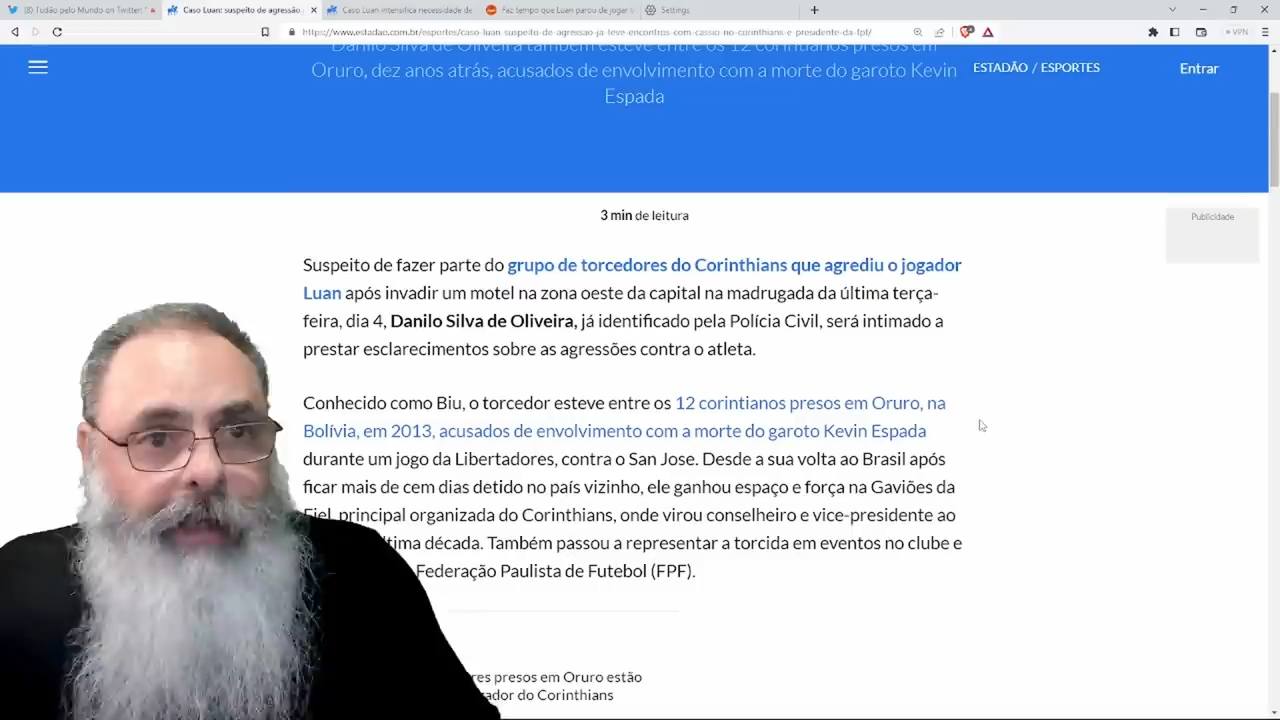 (8) Tudão pelo Mundo on Twitter: "
Caso Luan: suspeito de agressão
Caso Luan intensifica necessidade de
Faz tempo que Luan parou de jogar
Settings
https://www.estadao.com.br/esportes/caso-luan-suspeito-de-agressao-ja-teve-encontros-com-cassio-no-corinthians-e-presidente-da-fpf/
VPN
Danilo Silva de Oliveira também esteve entre os 12 corintianos presos em
Oruro, dez anos atrás, acusados de envolvimento com a morte do garoto Kevin
Espada
ESTADÃO / ESPORTES
Entrar
3 min de leitura
Publicidade
Suspeito de fazer parte do grupo de torcedores do Corinthians que agrediu o jogador
Luan após invadir um motel na zona oeste da capital na madrugada da última terça-
feira, dia 4, Danilo Silva de Oliveira, já identificado pela Polícia Civil, será intimado a
prestar esclarecimentos sobre as agressões contra o atleta.
Conhecido como Biu, o torcedor esteve entre os 12 corintianos presos em Oruro, na
Bolívia, em 2013, acusados de envolvimento com a morte do garoto Kevin Espada
durante um jogo da Libertadores, contra o San Jose. Desde a sua volta ao Brasil após
ficar mais de cem dias detido no país vizinho, ele ganhou espaço e força na Gaviões da
Fiel, principal organizada do Corinthians, onde virou conselheiro e vice-presidente ao
década. Também passou a representar a torcida em eventos no clube e
Federação Paulista de Futebol (FPF).
presos em Oruro estão
do Corinthians